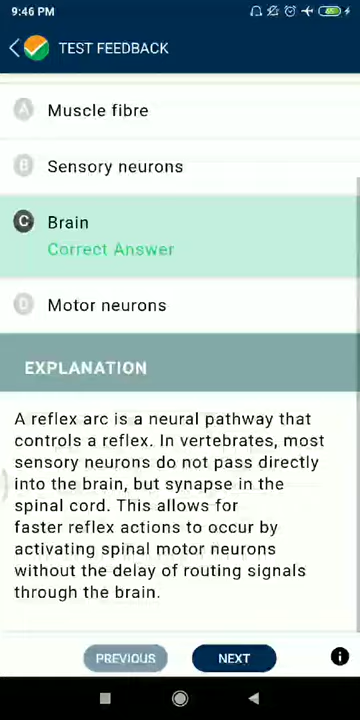 9:46 PM
TEST FEEDBACK
A Muscle fibre
B Sensory neurons
C Brain
Correct Answer
D Motor neurons
EXPLANATION
A reflex arc is a neural pathway that
controls a reflex. In vertebrates, most
sensory neurons do not pass directly
into the brain, but synapse in the
spinal cord. This allows for
faster reflex actions to occur by
activating spinal motor neurons
without the delay of routing signals
through the brain.
PREVIOUS
NEXT